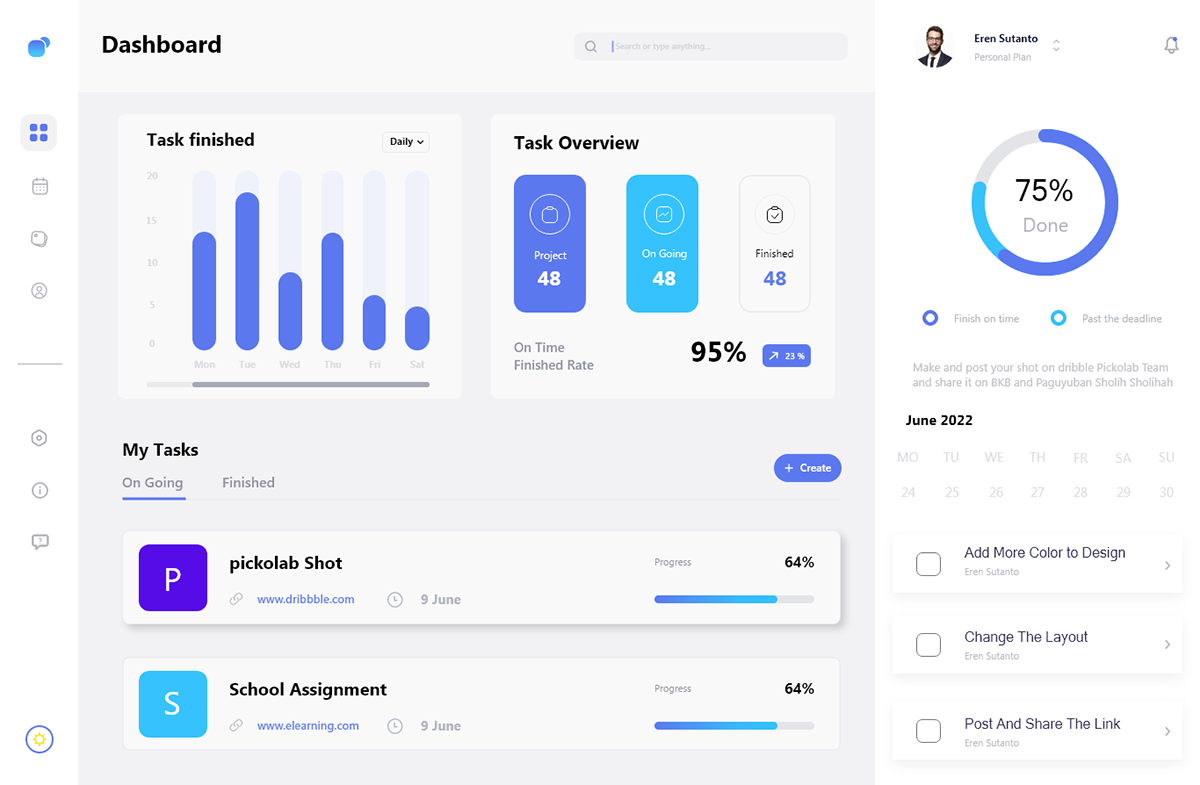 Dashboard
Search or type anything...
Eren Sutanto
Personal Plan
Task finished
Daily
20
15
10
5
0
Mon Tue Wed Thu Fri Sat
Task Overview
Project
48
On Going
48
Finished
48
On Time
Finished Rate
95%
23 %
75%
Done
Finish on time
Past the deadline
Make and post your shot on dribble Pickolab Team
and share it on BKB and Paguyuban Sholih Sholihah
June 2022
MO TU WE TH FR SA SU
24 25 26 27 28 29 30
My Tasks
On Going
Finished
+ Create
P
pickolab Shot
www.dribbble.com
9 June
Progress
64%
S
School Assignment
www.elearning.com
9 June
Progress
64%
Add More Color to Design
Eren Sutanto
Change The Layout
Eren Sutanto
Post And Share The Link
Eren Sutanto